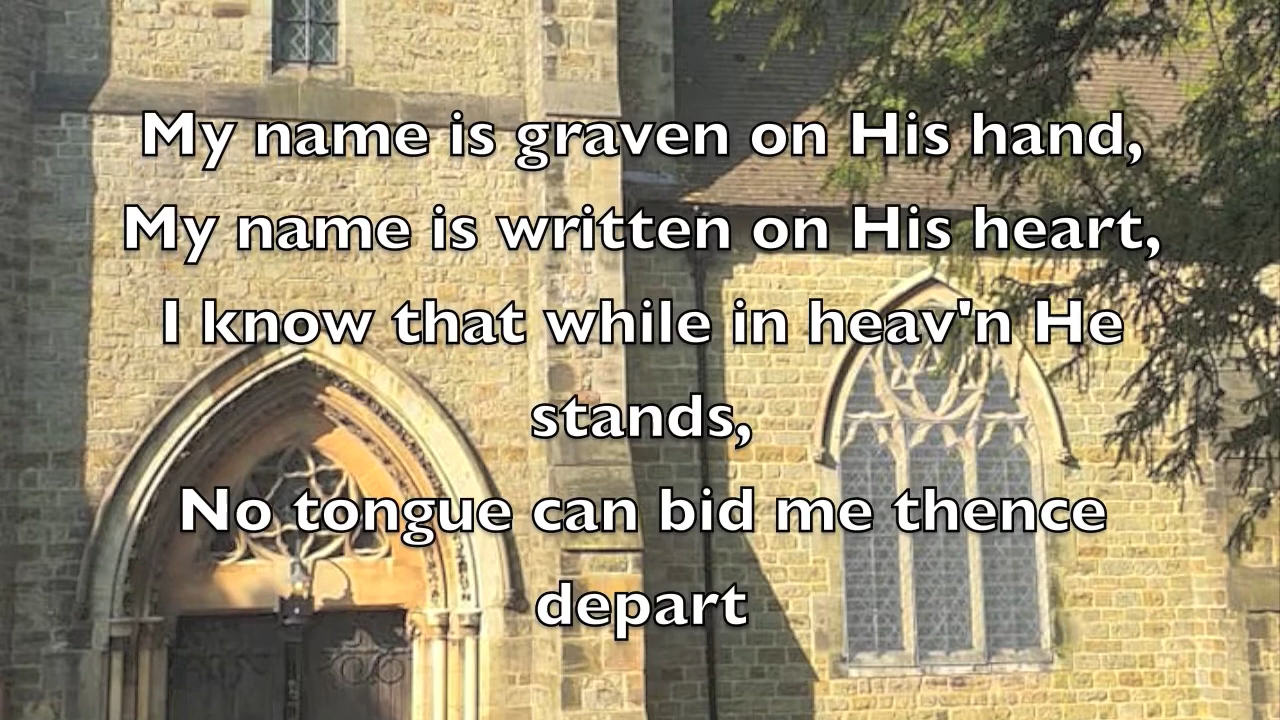 My name is graven on His hand,
My name is written on His heart,
I know that while in heav'n He
stands,
No tongue can bid me thence
depart